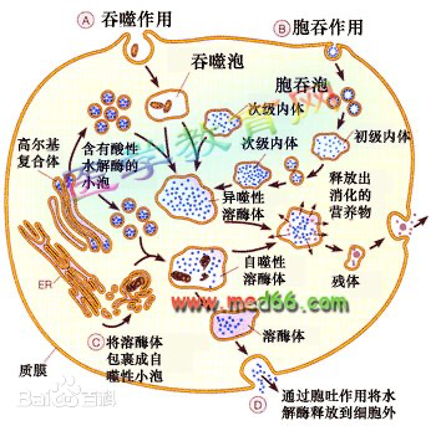 A 吞噬作用
B 胞吞作用
吞噬泡
胞吞泡
次级内体
初级内体
高尔基
复合体
含有酸性
水解酶的
小泡
次级内体
释放出
消化的
营养物
异噬性
溶酶体
医学教育网
ER
自噬性
溶酶体
残体
www.med66.com
C 将溶酶体
包裹成自
噬性小泡
溶酶体
质膜
Bai百科
D 通过胞吐作用将水
解酶释放到细胞外